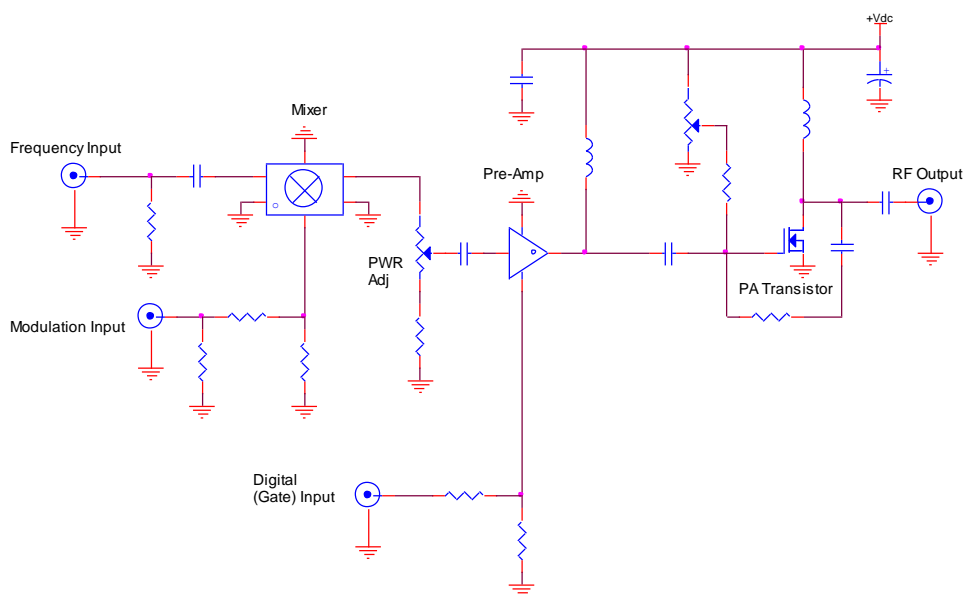 +Vdc
Mixer
Frequency Input
Pre-Amp
RF Output
PWR
Adj
PA Transistor
Modulation Input
Digital
(Gate) Input